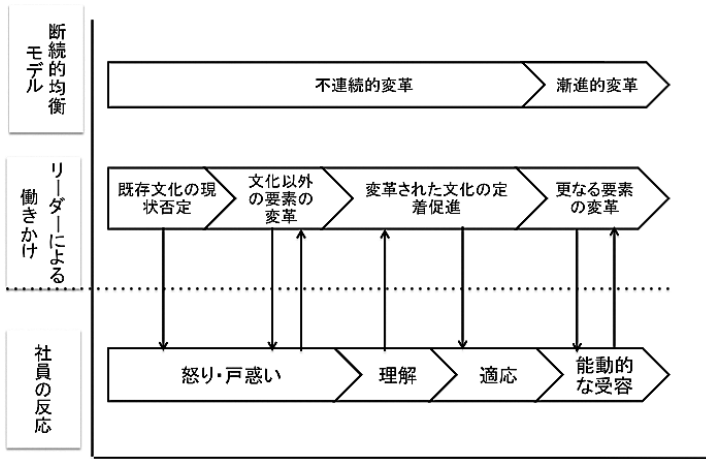 断続的均衡
モデル
不連続的変革
漸進的変革
リーダーによる
働きかけ
既存文化の現
状否定
文化以外
の要素の
変革
変革された文化の定
着促進
更なる要素
の変革
社員の反応
怒り・戸惑い
理解
適応
能動的
な受容